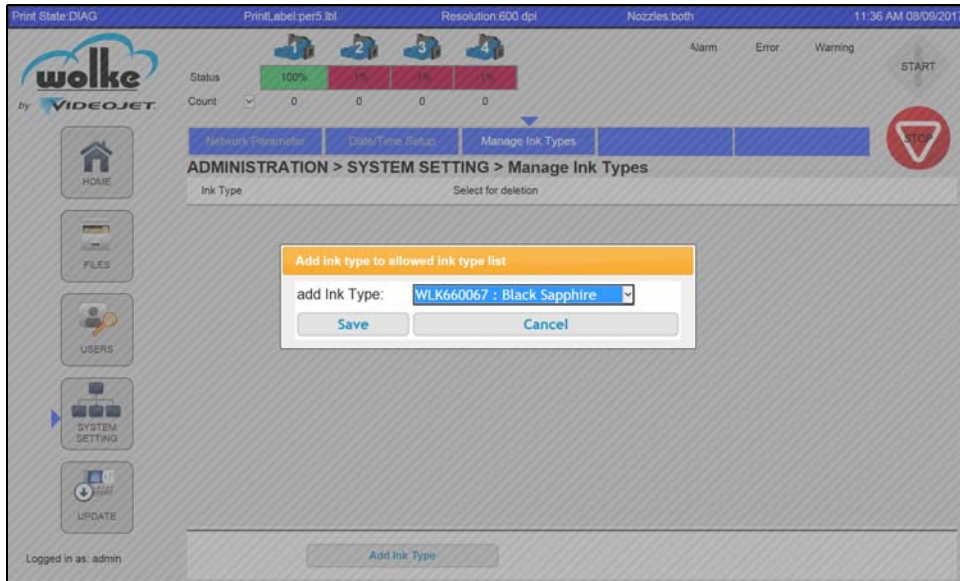 Print State:DIAG PrintLabel:per5.lbl Resolution:600 dpi Nozzles:both 11:36 AM 08/09/2017
wolke
by VIDEOJET.
1 2 3 4
Alarm Error Warning
START
Status 100% -1% -1% -1%
Count 0 0 0 0
STOP
Network Parameter Date/Time Setup Manage Ink Types
ADMINISTRATION > SYSTEM SETTING > Manage Ink Types
Ink Type Select for deletion
HOME
FILES
Add ink type to allowed ink type list
add Ink Type: WLK660067 : Black Sapphire
Save Cancel
USERS
SYSTEM
SETTING
UPDATE
Logged in as: admin
Add Ink Type